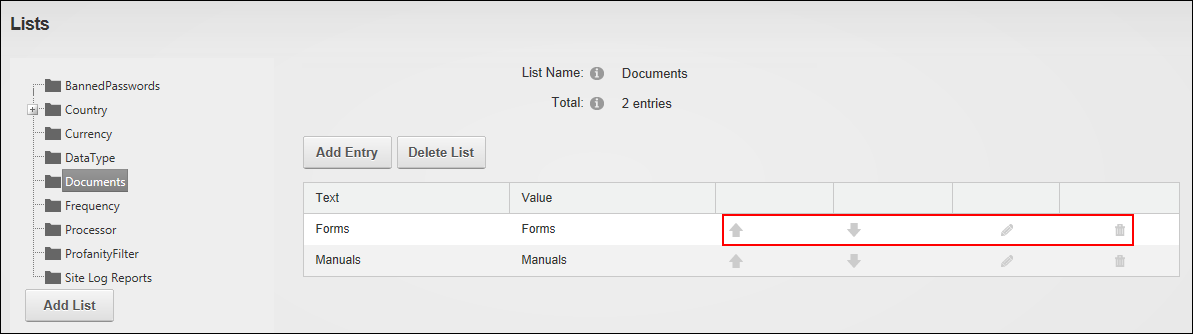 Lists
BannedPasswords
Country
Currency
DataType
Documents
Frequency
Processor
ProfanityFilter
Site Log Reports
Add List
List Name: Documents
Total: 2 entries
Add Entry Delete List
Text Value
Forms Forms
Manuals Manuals